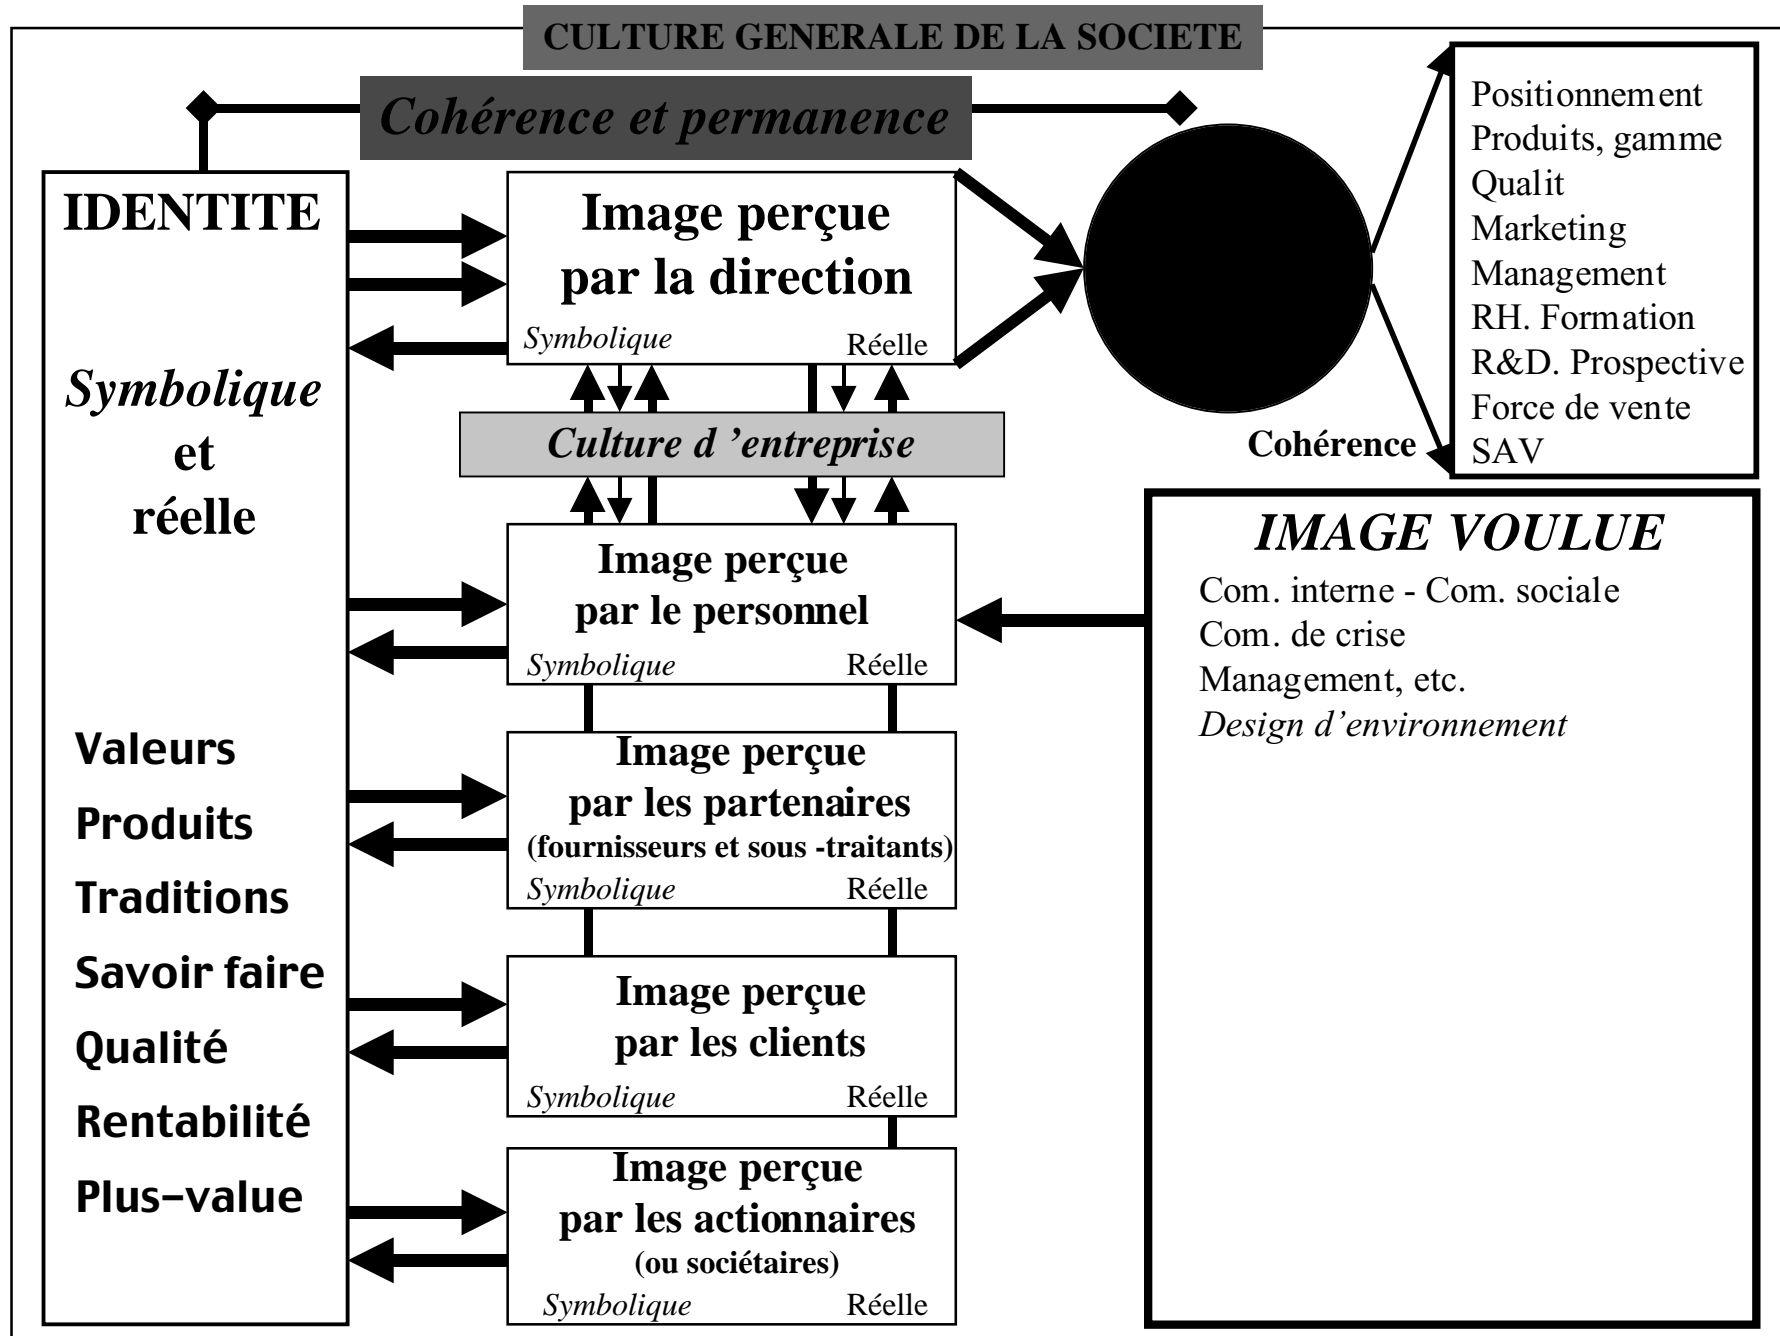 CULTURE GENERALE DE LA SOCIETE
Cohérence et permanence
IDENTITE
Symbolique
et
réelle
Valeurs
Produits
Traditions
Savoir faire
Qualité
Rentabilité
Plus-value
Image perçue
par la direction
Symbolique Réelle
Culture d ’entreprise
Image perçue
par le personnel
Symbolique Réelle
Image perçue
par les partenaires
(fournisseurs et sous -traitants)
Symbolique Réelle
Image perçue
par les clients
Symbolique Réelle
Image perçue
par les actionnaires
(ou sociétaires)
Symbolique Réelle
Cohérence
Positionnement
Produits, gamme
Qualit
Marketing
Management
RH. Formation
R&D. Prospective
Force de vente
SAV
IMAGE VOULUE
Com. interne - Com. sociale
Com. de crise
Management, etc.
Design d’environnement